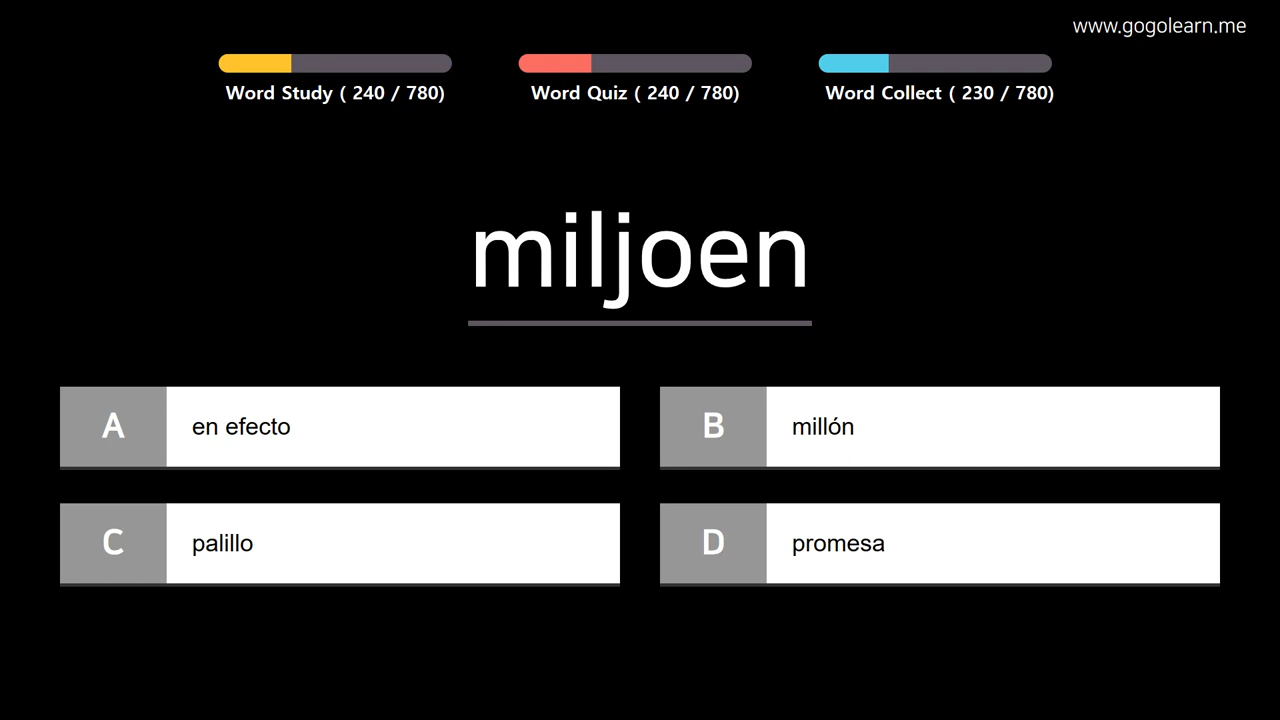 www.gogolearn.me
Word Study ( 240 / 780)
Word Quiz ( 240 / 780)
Word Collect ( 230 / 780)
miljoen
A en efecto
B millón
C palillo
D promesa